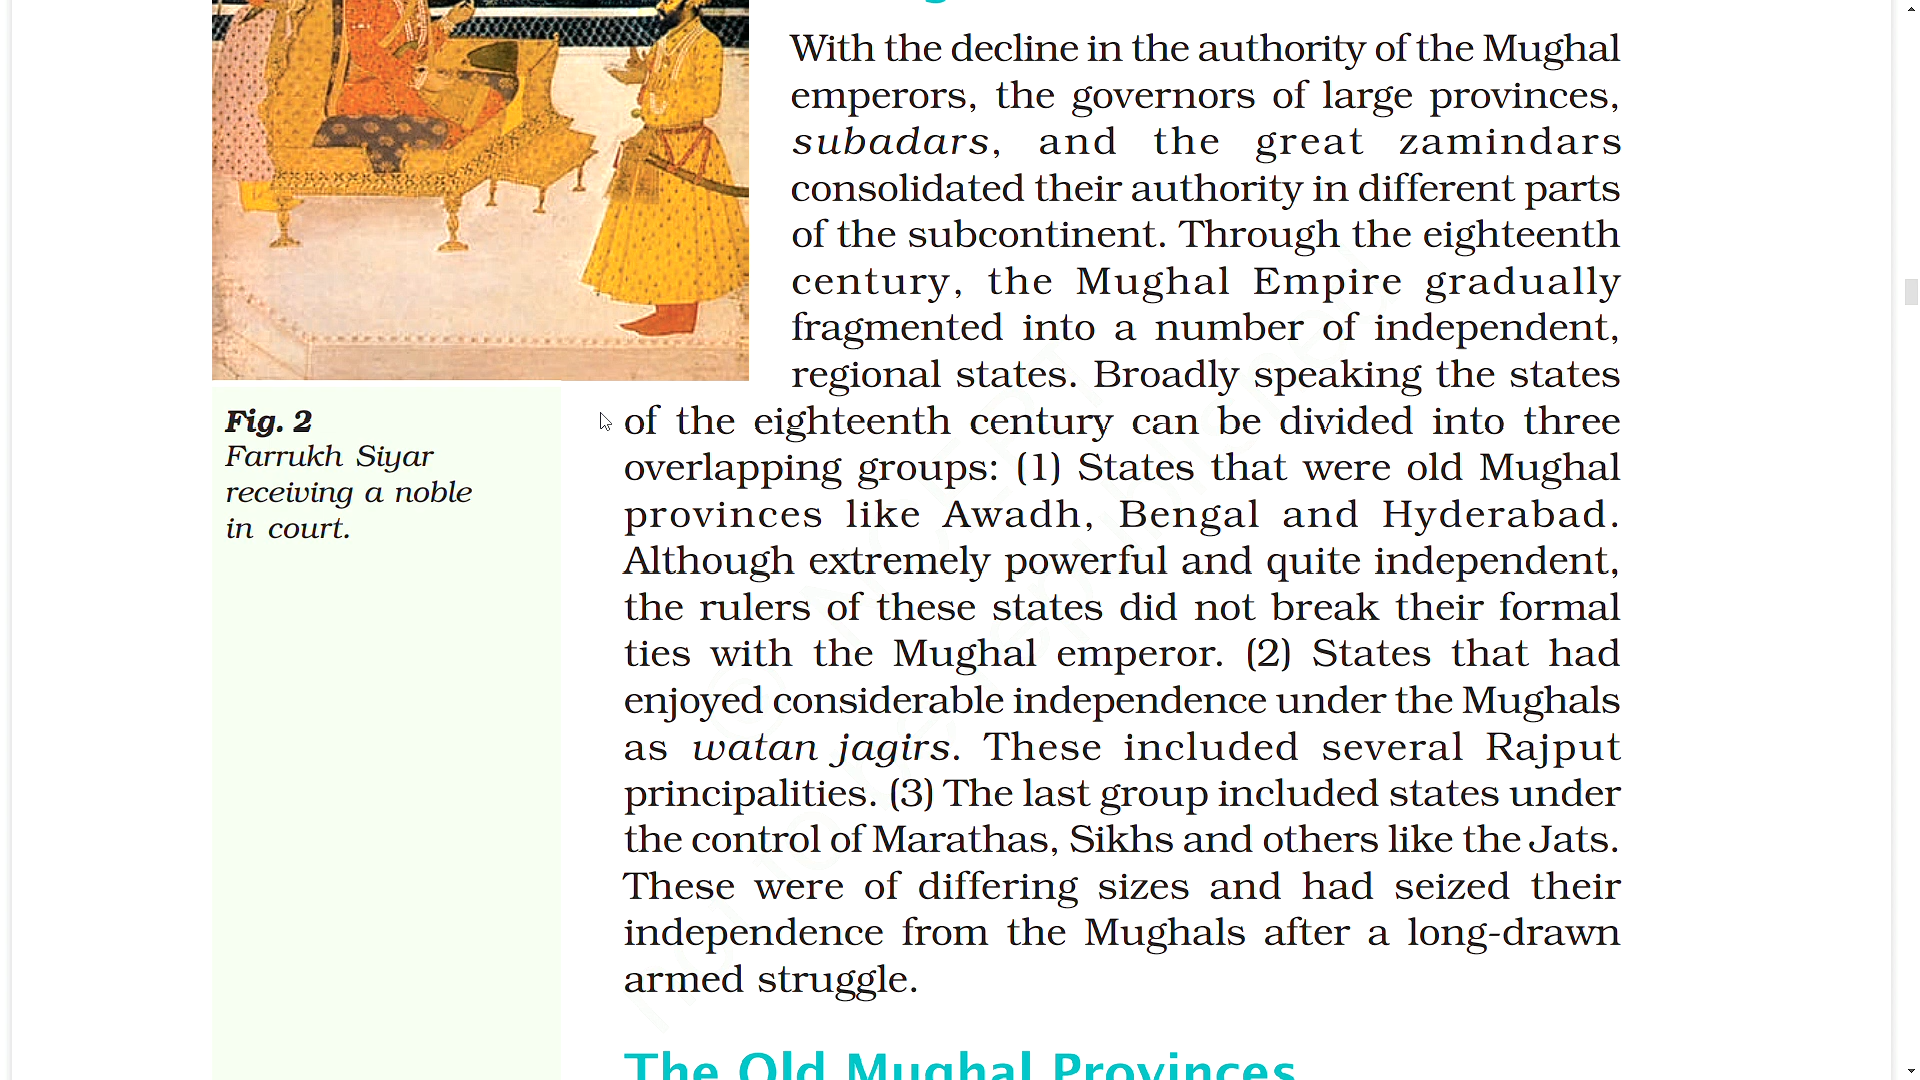 With the decline in the authority of the Mughal
emperors, the governors of large provinces,
subadars, and the great zamindars
consolidated their authority in different parts
of the subcontinent. Through the eighteenth
century, the Mughal Empire gradually
fragmented into a number of independent,
regional states. Broadly speaking the states
of the eighteenth century can be divided into three
overlapping groups: (1) States that were old Mughal
provinces like Awadh, Bengal and Hyderabad.
Although extremely powerful and quite independent,
the rulers of these states did not break their formal
ties with the Mughal emperor. (2) States that had
enjoyed considerable independence under the Mughals
as watan jagirs. These included several Rajput
principalities. (3) The last group included states under
the control of Marathas, Sikhs and others like the Jats.
These were of differing sizes and had seized their
independence from the Mughals after a long-drawn
armed struggle.
Fig. 2
Farrukh Siyar
receiving a noble
in court.
The Old Mughal Provinces